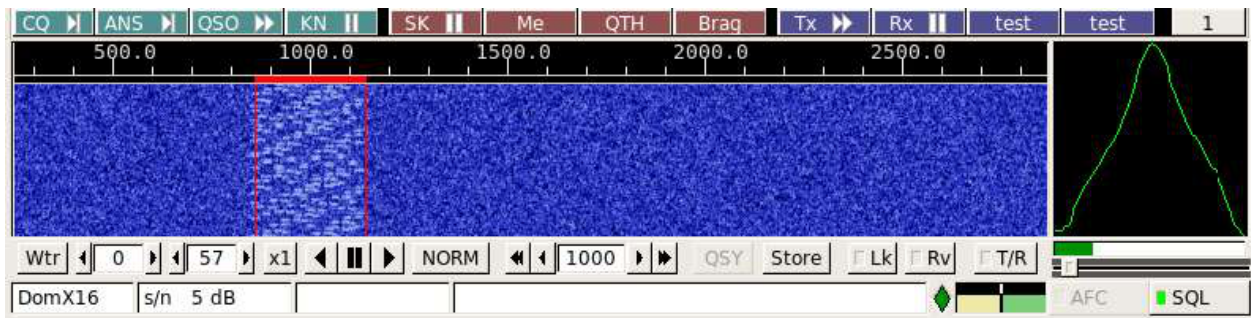 CQ ANS QSO KN SK Me QTH Brag Tx Rx test test 1
500.0 1000.0 1500.0 2000.0 2500.0
Wtr 0 57 x1 NORM 1000 QSY Store Lk Rv T/R
DomX16 s/n 5 dB AFC SQL